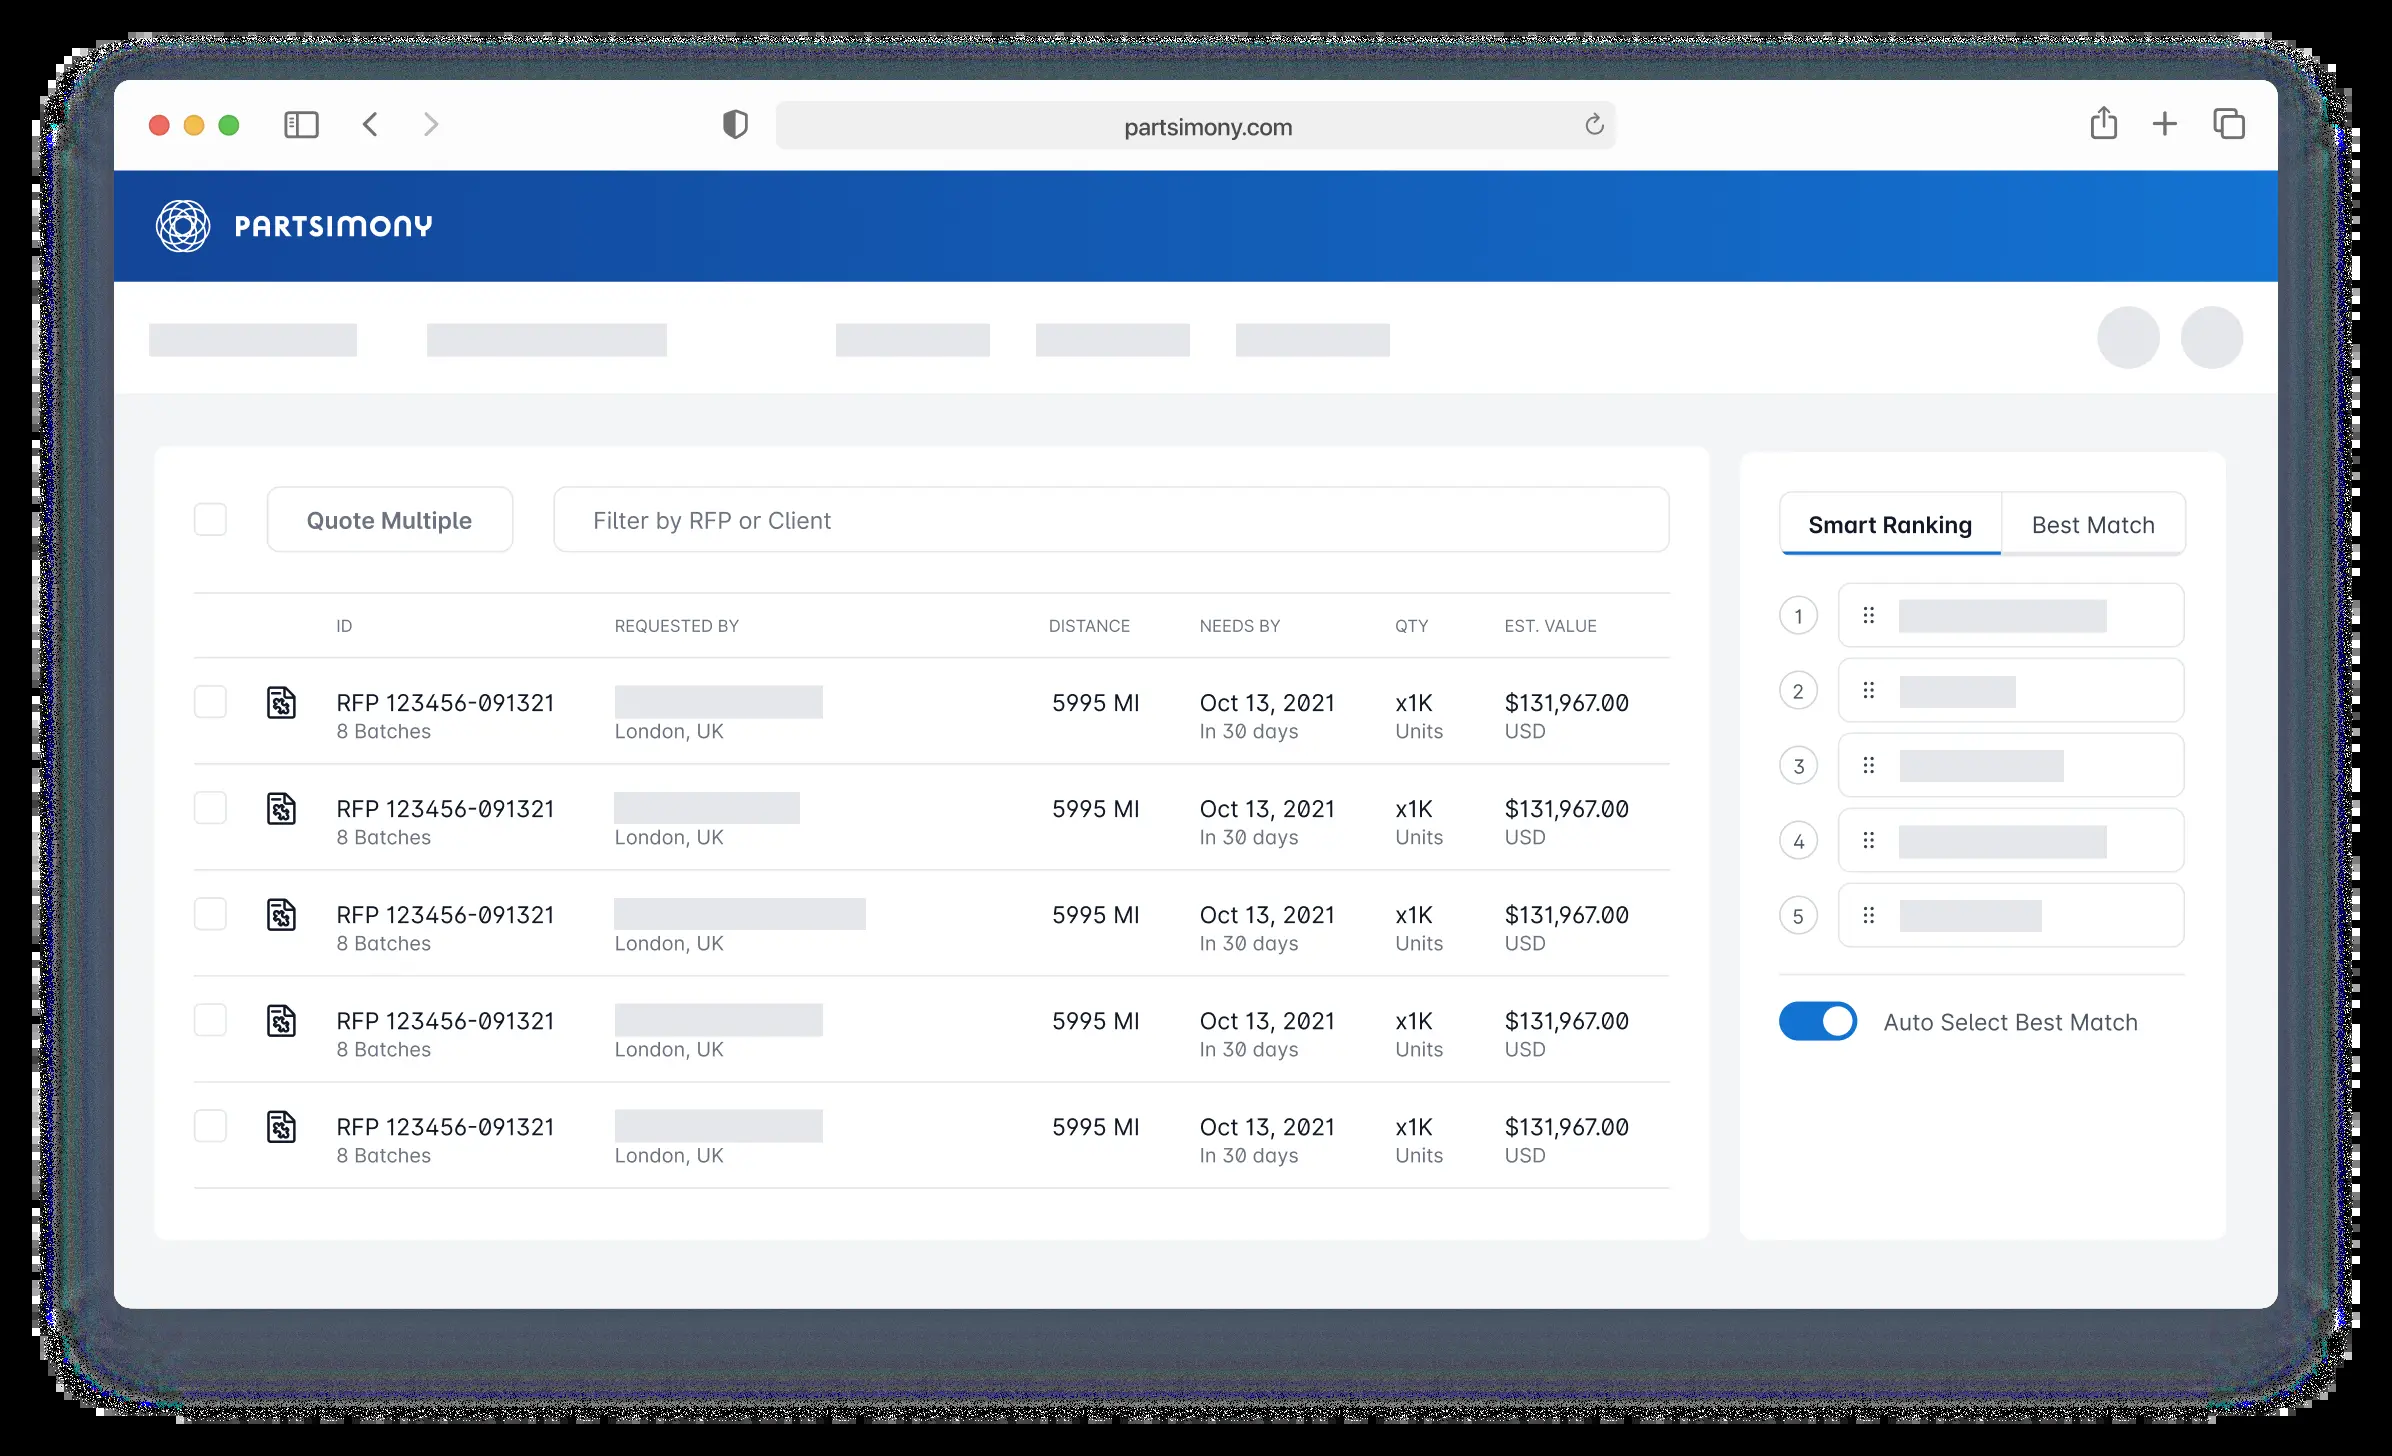 partsimony.com
PARTSIMONY
Quote Multiple
Filter by RFP or Client
ID REQUESTED BY DISTANCE NEEDS BY QTY EST. VALUE
RFP 123456-091321 5995 MI Oct 13, 2021 x1K $131,967.00
8 Batches London, UK In 30 days Units USD
RFP 123456-091321 5995 MI Oct 13, 2021 x1K $131,967.00
8 Batches London, UK In 30 days Units USD
RFP 123456-091321 5995 MI Oct 13, 2021 x1K $131,967.00
8 Batches London, UK In 30 days Units USD
RFP 123456-091321 5995 MI Oct 13, 2021 x1K $131,967.00
8 Batches London, UK In 30 days Units USD
RFP 123456-091321 5995 MI Oct 13, 2021 x1K $131,967.00
8 Batches London, UK In 30 days Units USD
Smart Ranking Best Match
1
2
3
4
5
Auto Select Best Match